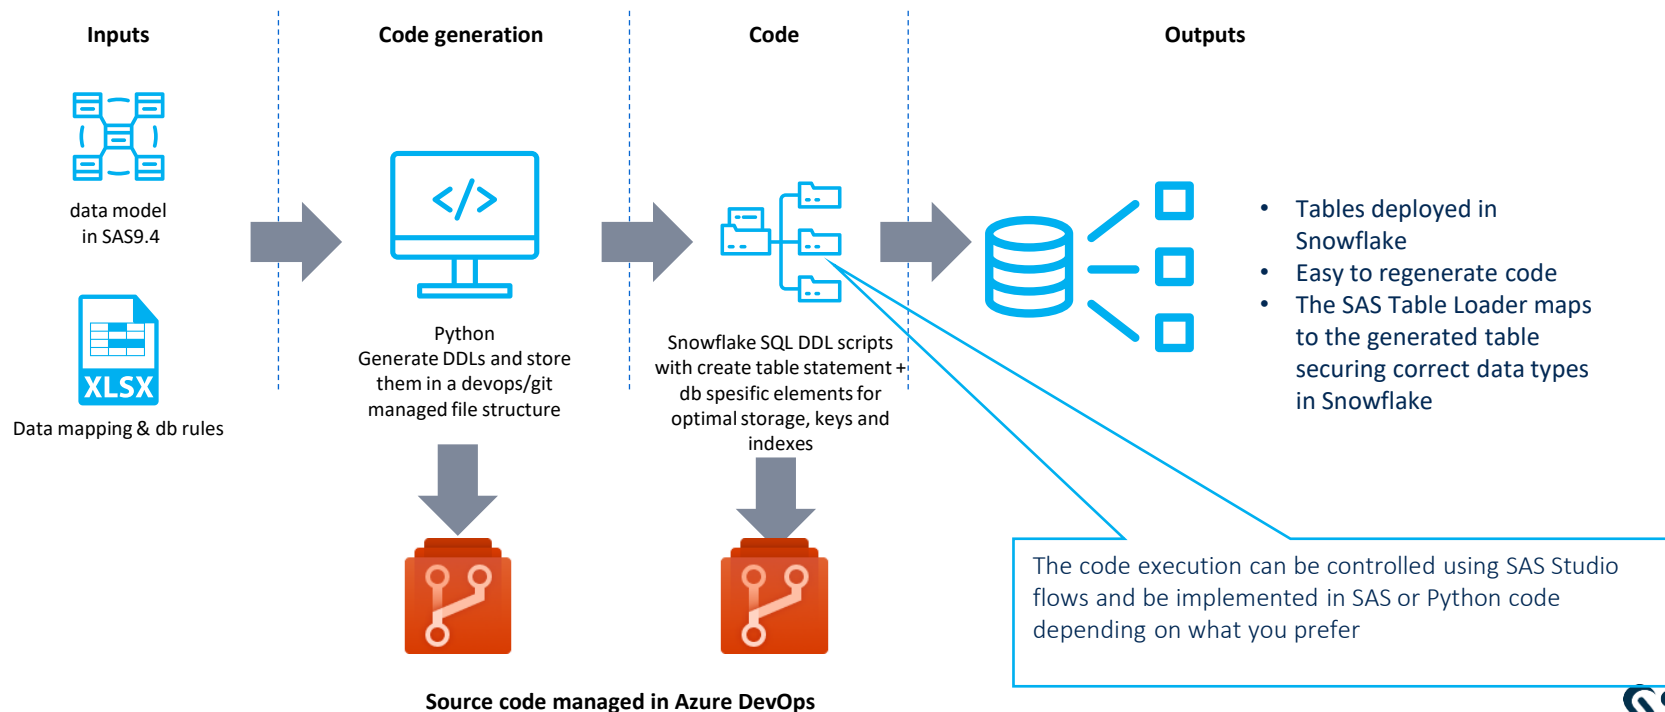 Inputs
Code generation
Code
Outputs
data model
in SAS9.4
XLSX
Data mapping & db rules
</>
Python
Generate DDLs and store
them in a devops/git
managed file structure
Snowflake SQL DDL scripts
with create table statement +
db spesific elements for
optimal storage, keys and
indexes
• Tables deployed in
Snowflake
• Easy to regenerate code
• The SAS Table Loader maps
to the generated table
securing correct data types
in Snowflake
The code execution can be controlled using SAS Studio
flows and be implemented in SAS or Python code
depending on what you prefer
Source code managed in Azure DevOps